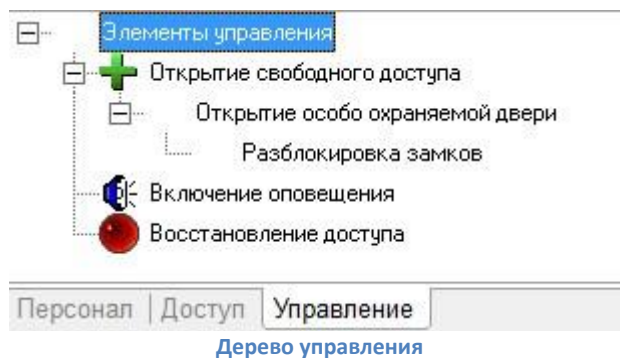 Элементы управления
Открытие свободного доступа
Открытие особо охраняемой двери
Разблокировка замков
Включение оповещения
Восстановление доступа
Персонал | Доступ Управление
Дерево управления